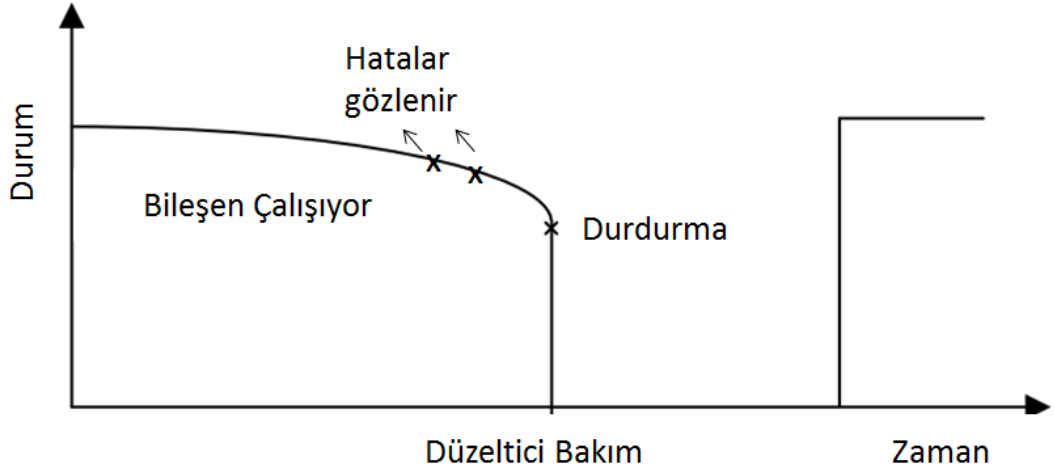 Hatalar
gözlenir
Durum
Bileşen Çalışıyor
Durdurma
Düzeltici Bakım
Zaman